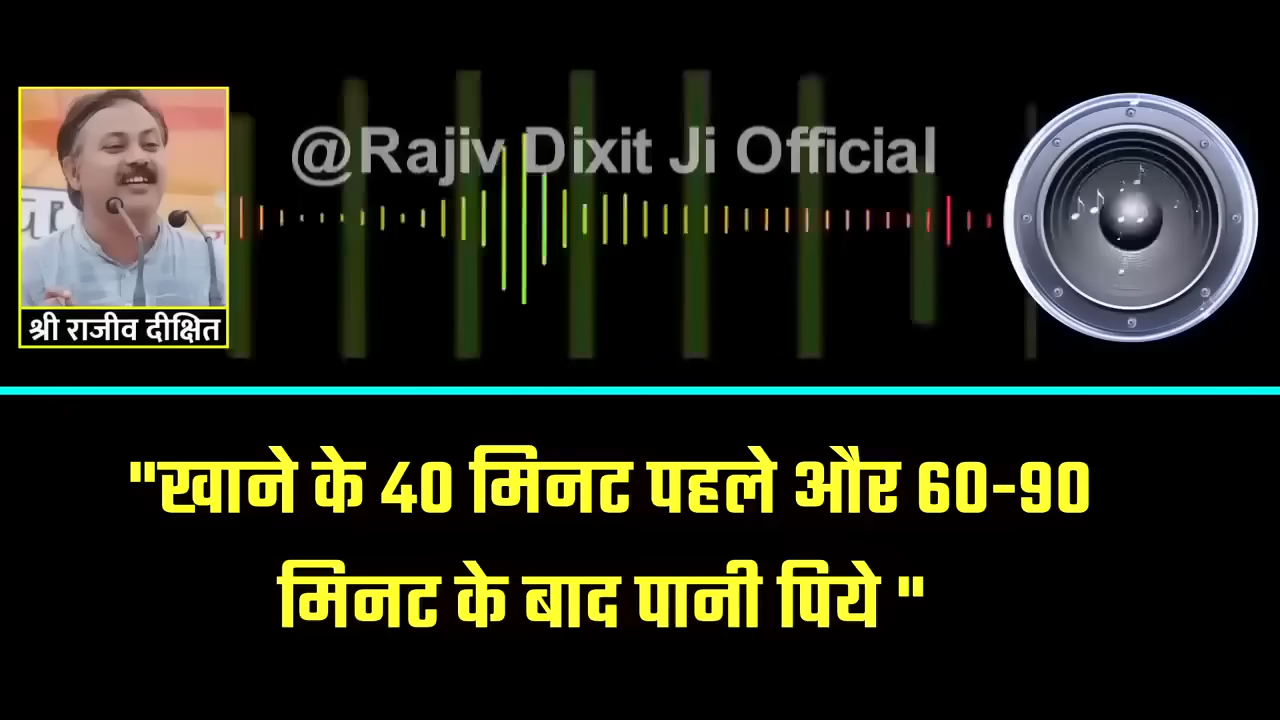 @Rajiv Dixit Ji Official
श्री राजीव दीक्षित
"खाने के 40 मिनट पहले और 60-90
मिनट के बाद पानी पिये "